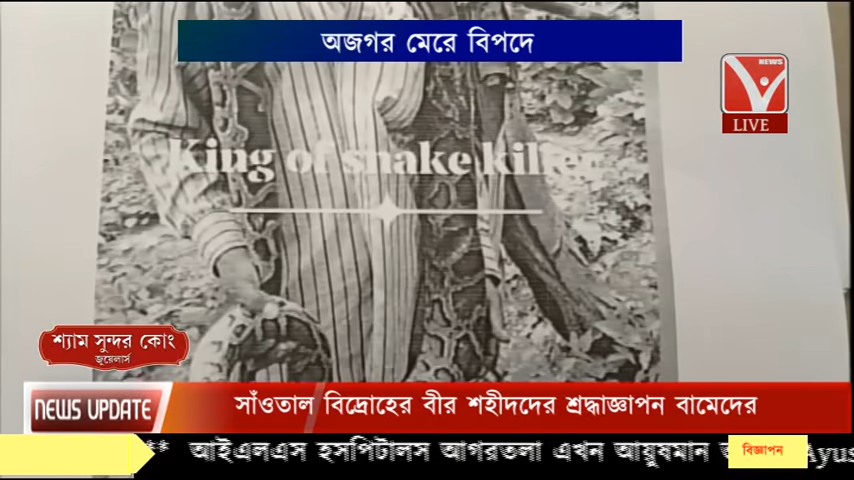 অজগর মেরে বিপদে
NEWS
LIVE
King of snake killer
শ্যাম সুন্দর কোং
জুয়েলার্স
NEWS UPDATE
সাঁওতাল বিদ্রোহের বীর শহীদদের শ্রদ্ধাজ্ঞাপন বামেদের
** আইএলএস হসপিটালস আগরতলা এখন আয়ুষমান
বিজ্ঞাপন